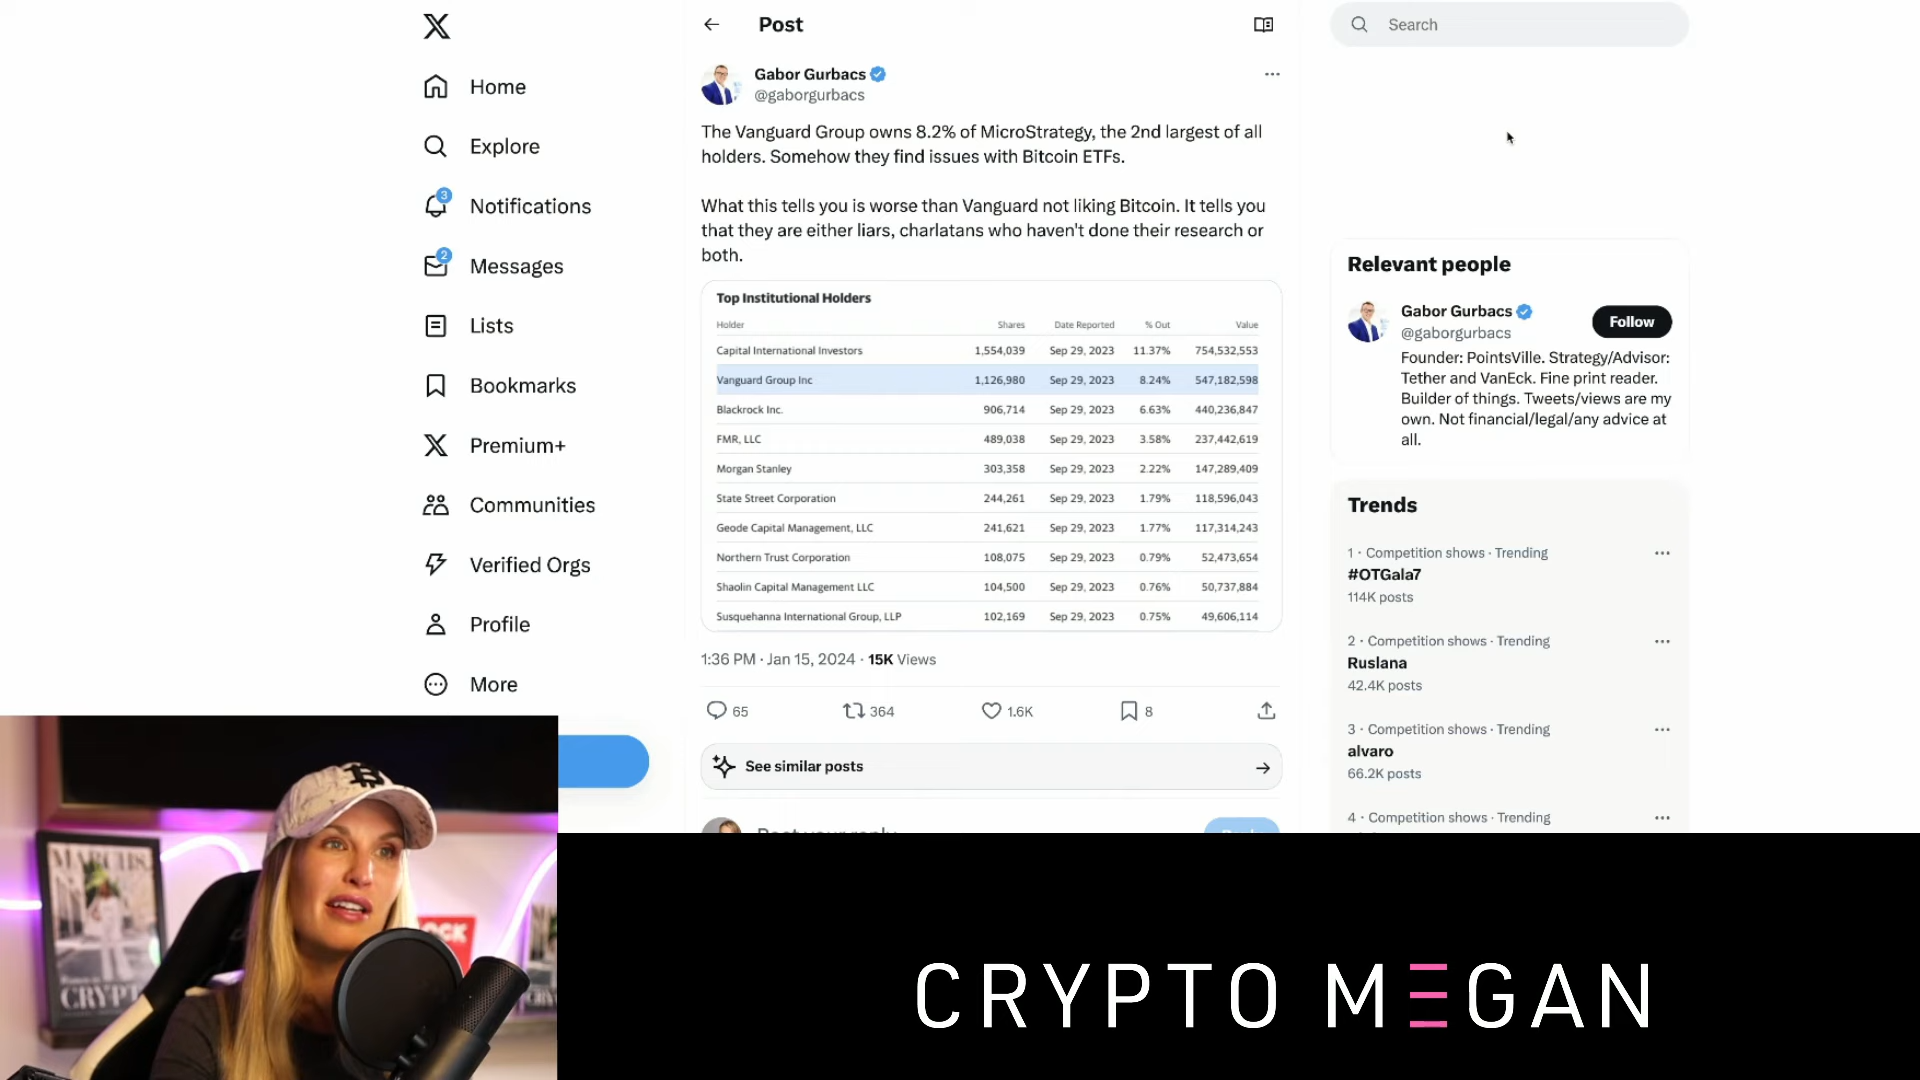 Home
Explore
3
Notifications
2
Messages
Lists
Bookmarks
Premium+
Communities
Verified Orgs
Profile
More
Post
Gabor Gurbacs
@gaborgurbacs
The Vanguard Group owns 8.2% of MicroStrategy, the 2nd largest of all
holders. Somehow they find issues with Bitcoin ETFs.
What this tells you is worse than Vanguard not liking Bitcoin. It tells you
that they are either liars, charlatans who haven't done their research or
both.
Top Institutional Holders
Holder Shares Date Reported % Out Value
Capital International Investors 1,554,039 Sep 29, 2023 11.37% 754,532,553
Vanguard Group Inc 1,126,980 Sep 29, 2023 8.24% 547,182,598
Blackrock Inc. 906,714 Sep 29, 2023 6.63% 440,236,847
FMR, LLC 489,038 Sep 29, 2023 3.58% 237,442,619
Morgan Stanley 303,358 Sep 29, 2023 2.22% 147,289,409
State Street Corporation 244,261 Sep 29, 2023 1.79% 118,596,043
Geode Capital Management, LLC 241,621 Sep 29, 2023 1.77% 117,314,243
Northern Trust Corporation 108,075 Sep 29, 2023 0.79% 52,473,654
Shaolin Capital Management LLC 104,500 Sep 29, 2023 0.76% 50,737,884
Susquehanna International Group, LLP 102,169 Sep 29, 2023 0.75% 49,606,114
1:36 PM · Jan 15, 2024 · 15K Views
65 364 1.6K 8
See similar posts
Post your reply
Search
Relevant people
Gabor Gurbacs
@gaborgurbacs
Follow
Founder: PointsVille. Strategy/Advisor:
Tether and VanEck. Fine print reader.
Builder of things. Tweets/views are my
own. Not financial/legal/any advice at
all.
Trends
1 · Competition shows · Trending
#OTGala7
114K posts
2 · Competition shows · Trending
Ruslana
42.4K posts
3 · Competition shows · Trending
alvaro
66.2K posts
4 · Competition shows · Trending
CRYPTO MEGAN